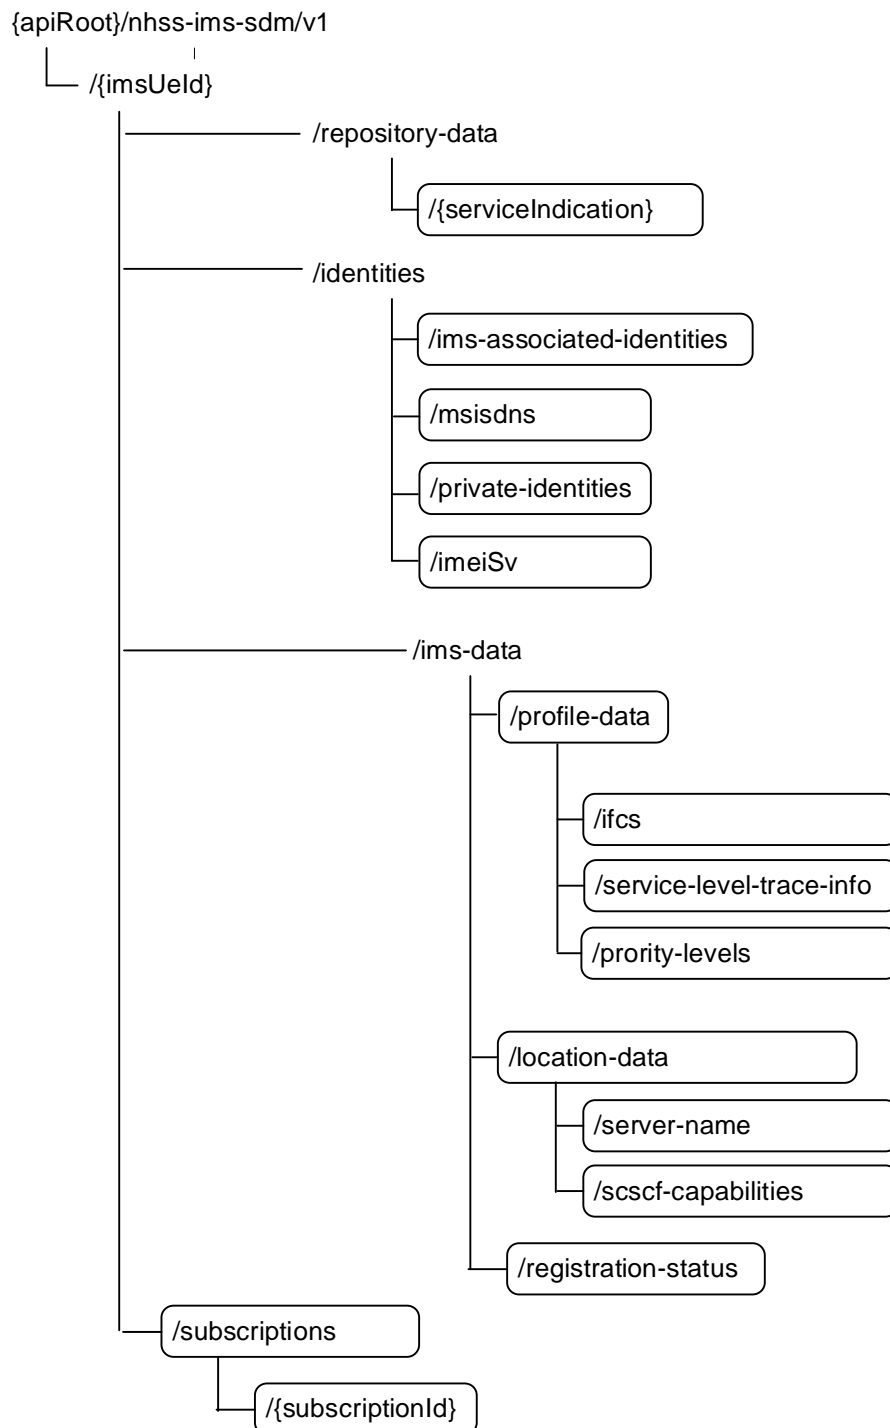 {apiRoot}/nhss-ims-sdm/v1
/{imsUeId}
/repository-data
/{serviceIndication}
/identities
/ims-associated-identities
/msisdns
/private-identities
/imeiSv
/ims-data
/profile-data
/ifcs
/service-level-trace-info
/prority-levels
/location-data
/server-name
/scscf-capabilities
/registration-status
/subscriptions
/{subscriptionId}